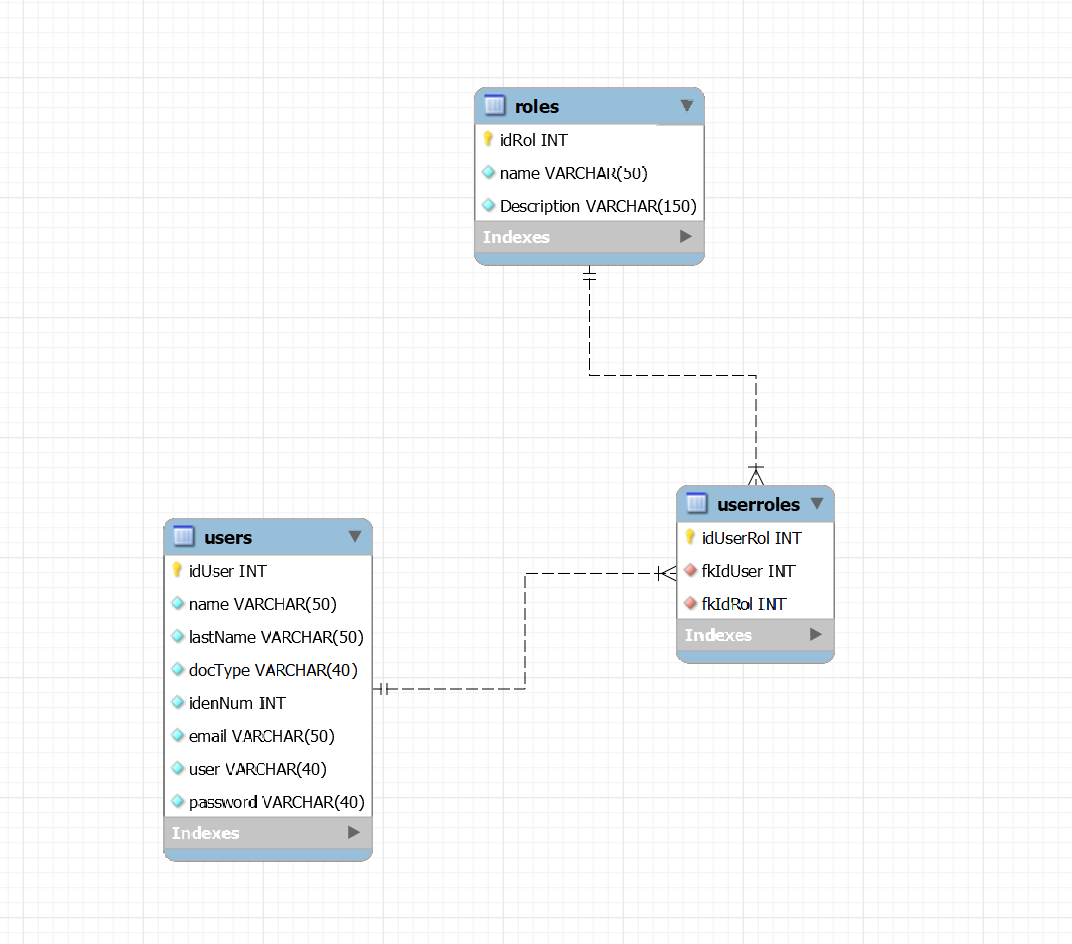 roles
idRol INT
name VARCHAR(50)
Description VARCHAR(150)
Indexes
userroles
idUserRol INT
fkIdUser INT
fkIdRol INT
Indexes
users
idUser INT
name VARCHAR(50)
lastName VARCHAR(50)
docType VARCHAR(40)
idenNum INT
email VARCHAR(50)
user VARCHAR(40)
password VARCHAR(40)
Indexes